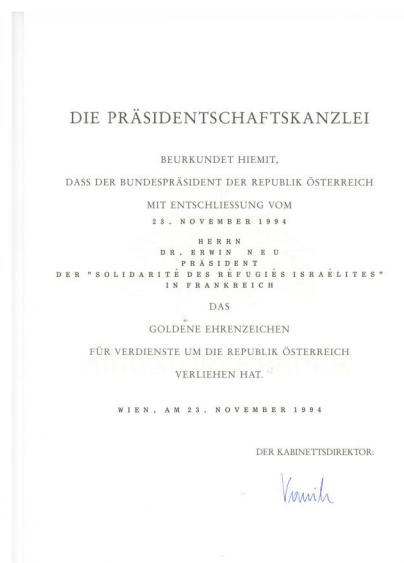 DIE PRÄSIDENTSCHAFTSKANZLEI
BEURKUNDET HIEMIT,
DASS DER BUNDESPRÄSIDENT DER REPUBLIK ÖSTERREICH
MIT ENTSCHLIESSUNG VOM
23. NOVEMBER 1994
HERRN
DR. ERWIN NEU
PRÄSIDENT
DER "SOLIDARITÉ DES RÉFUGIÉS ISRAÉLITES"
IN FRANKREICH
DAS
GOLDENE EHRENZEICHEN
FÜR VERDIENSTE UM DIE REPUBLIK ÖSTERREICH
VERLIEHEN HAT.
WIEN, AM 23. NOVEMBER 1994
DER KABINETTSDIREKTOR: